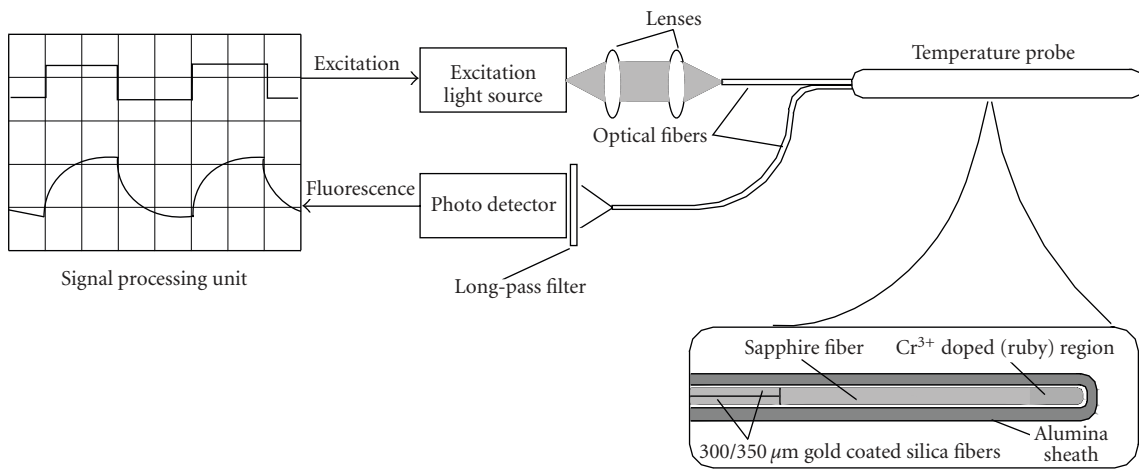 Lenses
Temperature probe
Excitation
Excitation
light source
Optical fibers
Fluorescence
Photo detector
Signal processing unit
Long-pass filter
Sapphire fiber
Cr³⁺ doped (ruby) region
300/350 µm gold coated silica fibers
Alumina
sheath